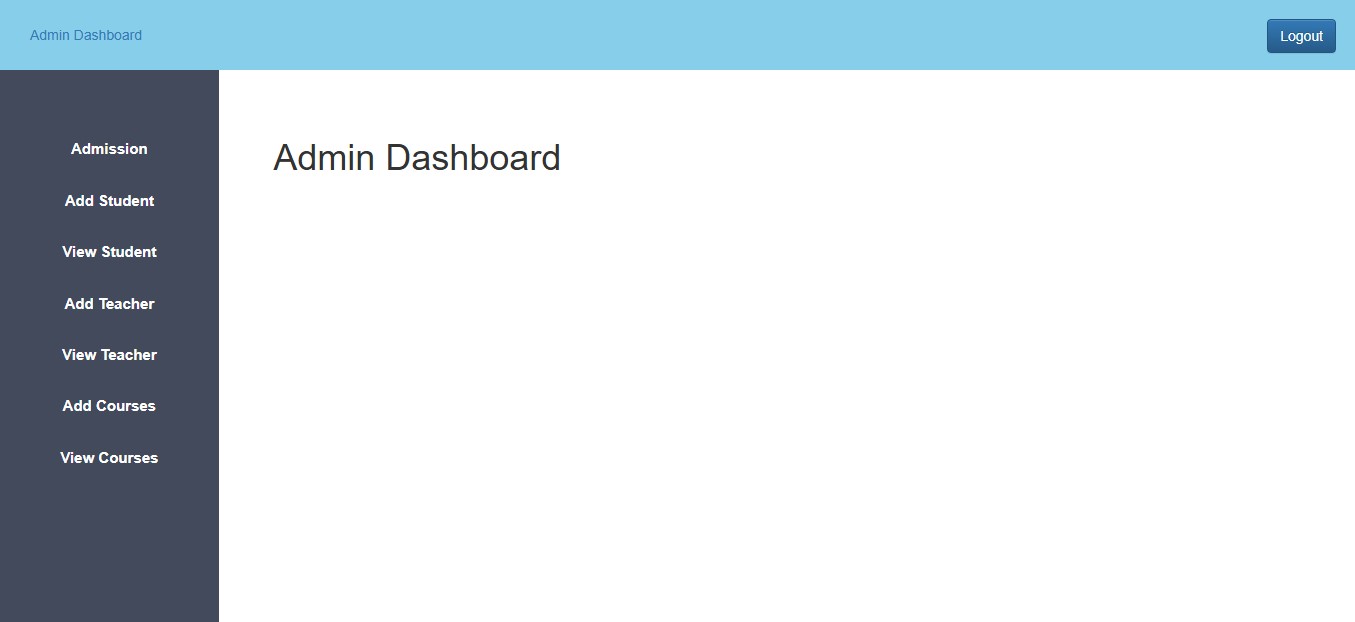 Admin Dashboard
Logout
Admission
Add Student
View Student
Add Teacher
View Teacher
Add Courses
View Courses
Admin Dashboard